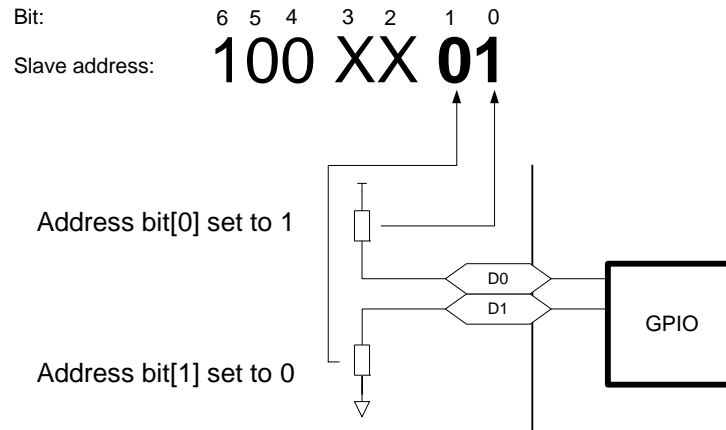 Bit: 6 5 4 3 2 1 0
Slave address: 100 XX 01
Address bit[0] set to 1
D0
D1
GPIO
Address bit[1] set to 0